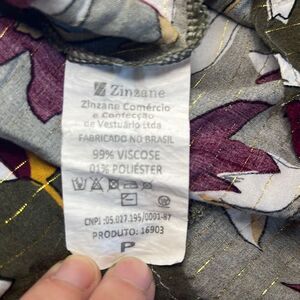 Zinzane
Zinzane Comércio
e Confecção
de Vestuário Ltda
FABRICADO NO BRASIL
99% VISCOSE
01% POLIÉSTER
CNPJ :05.027.195/0001-87
PRODUTO: 16903
P